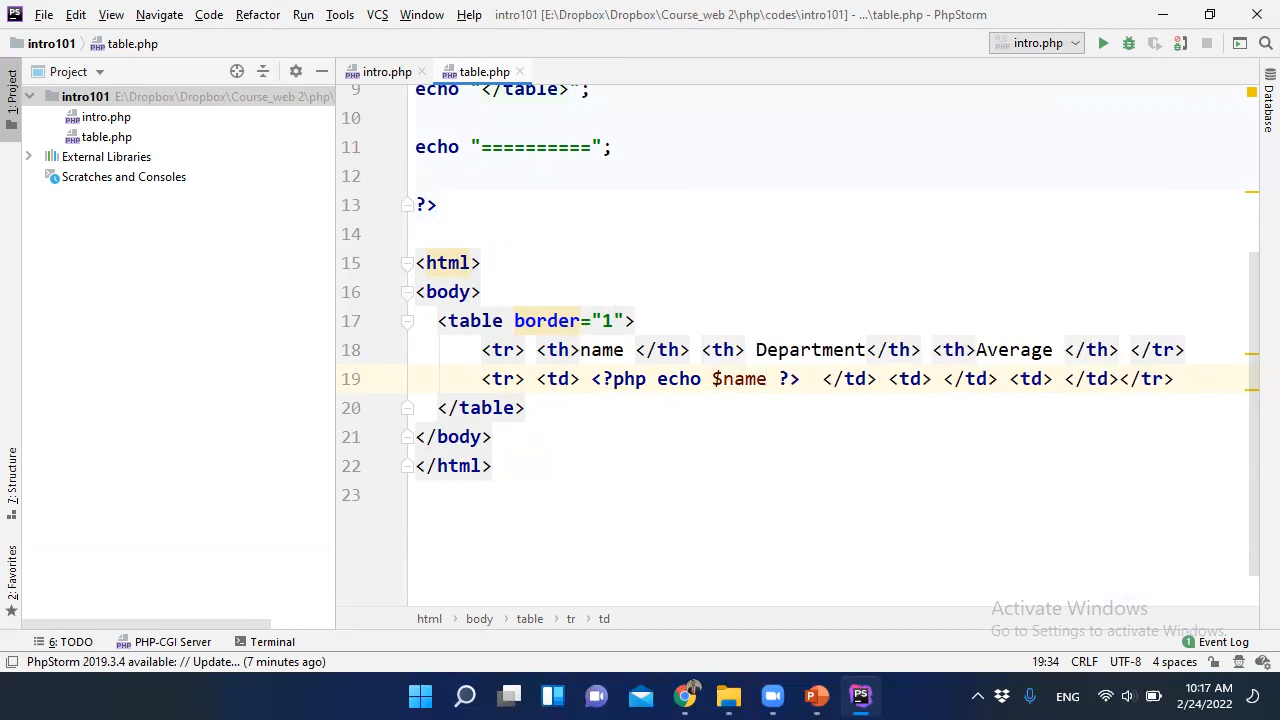 File Edit View Navigate Code Refactor Run Tools VCS Window Help intro101 [E:\Dropbox\Dropbox\Course_web 2\php\codes\intro101] - ...\table.php - PhpStorm
intro101 table.php intro.php
Project intro.php table.php
1: Project
intro101 E:\Dropbox\Dropbox\Course_web 2\php\
intro.php
table.php
External Libraries
Scratches and Consoles
Database
9 echo "</table>";
10
11 echo "==========";
12
13 ?>
14
15 <html>
16 <body>
17 <table border="1">
18 <tr> <th>name </th> <th> Department</th> <th>Average </th> </tr>
19 <tr> <td> <?php echo $name ?>  </td> <td> </td> <td> </td></tr>
20 </table>
21 </body>
22 </html>
23
7: Structure
2: Favorites
Activate Windows
Go to Settings to activate Windows.
html body table tr td
6: TODO PHP-CGI Server Terminal 1 Event Log
PhpStorm 2019.3.4 available: // Update... (7 minutes ago) 19:34 CRLF UTF-8 4 spaces
ENG 10:17 AM
2/24/2022